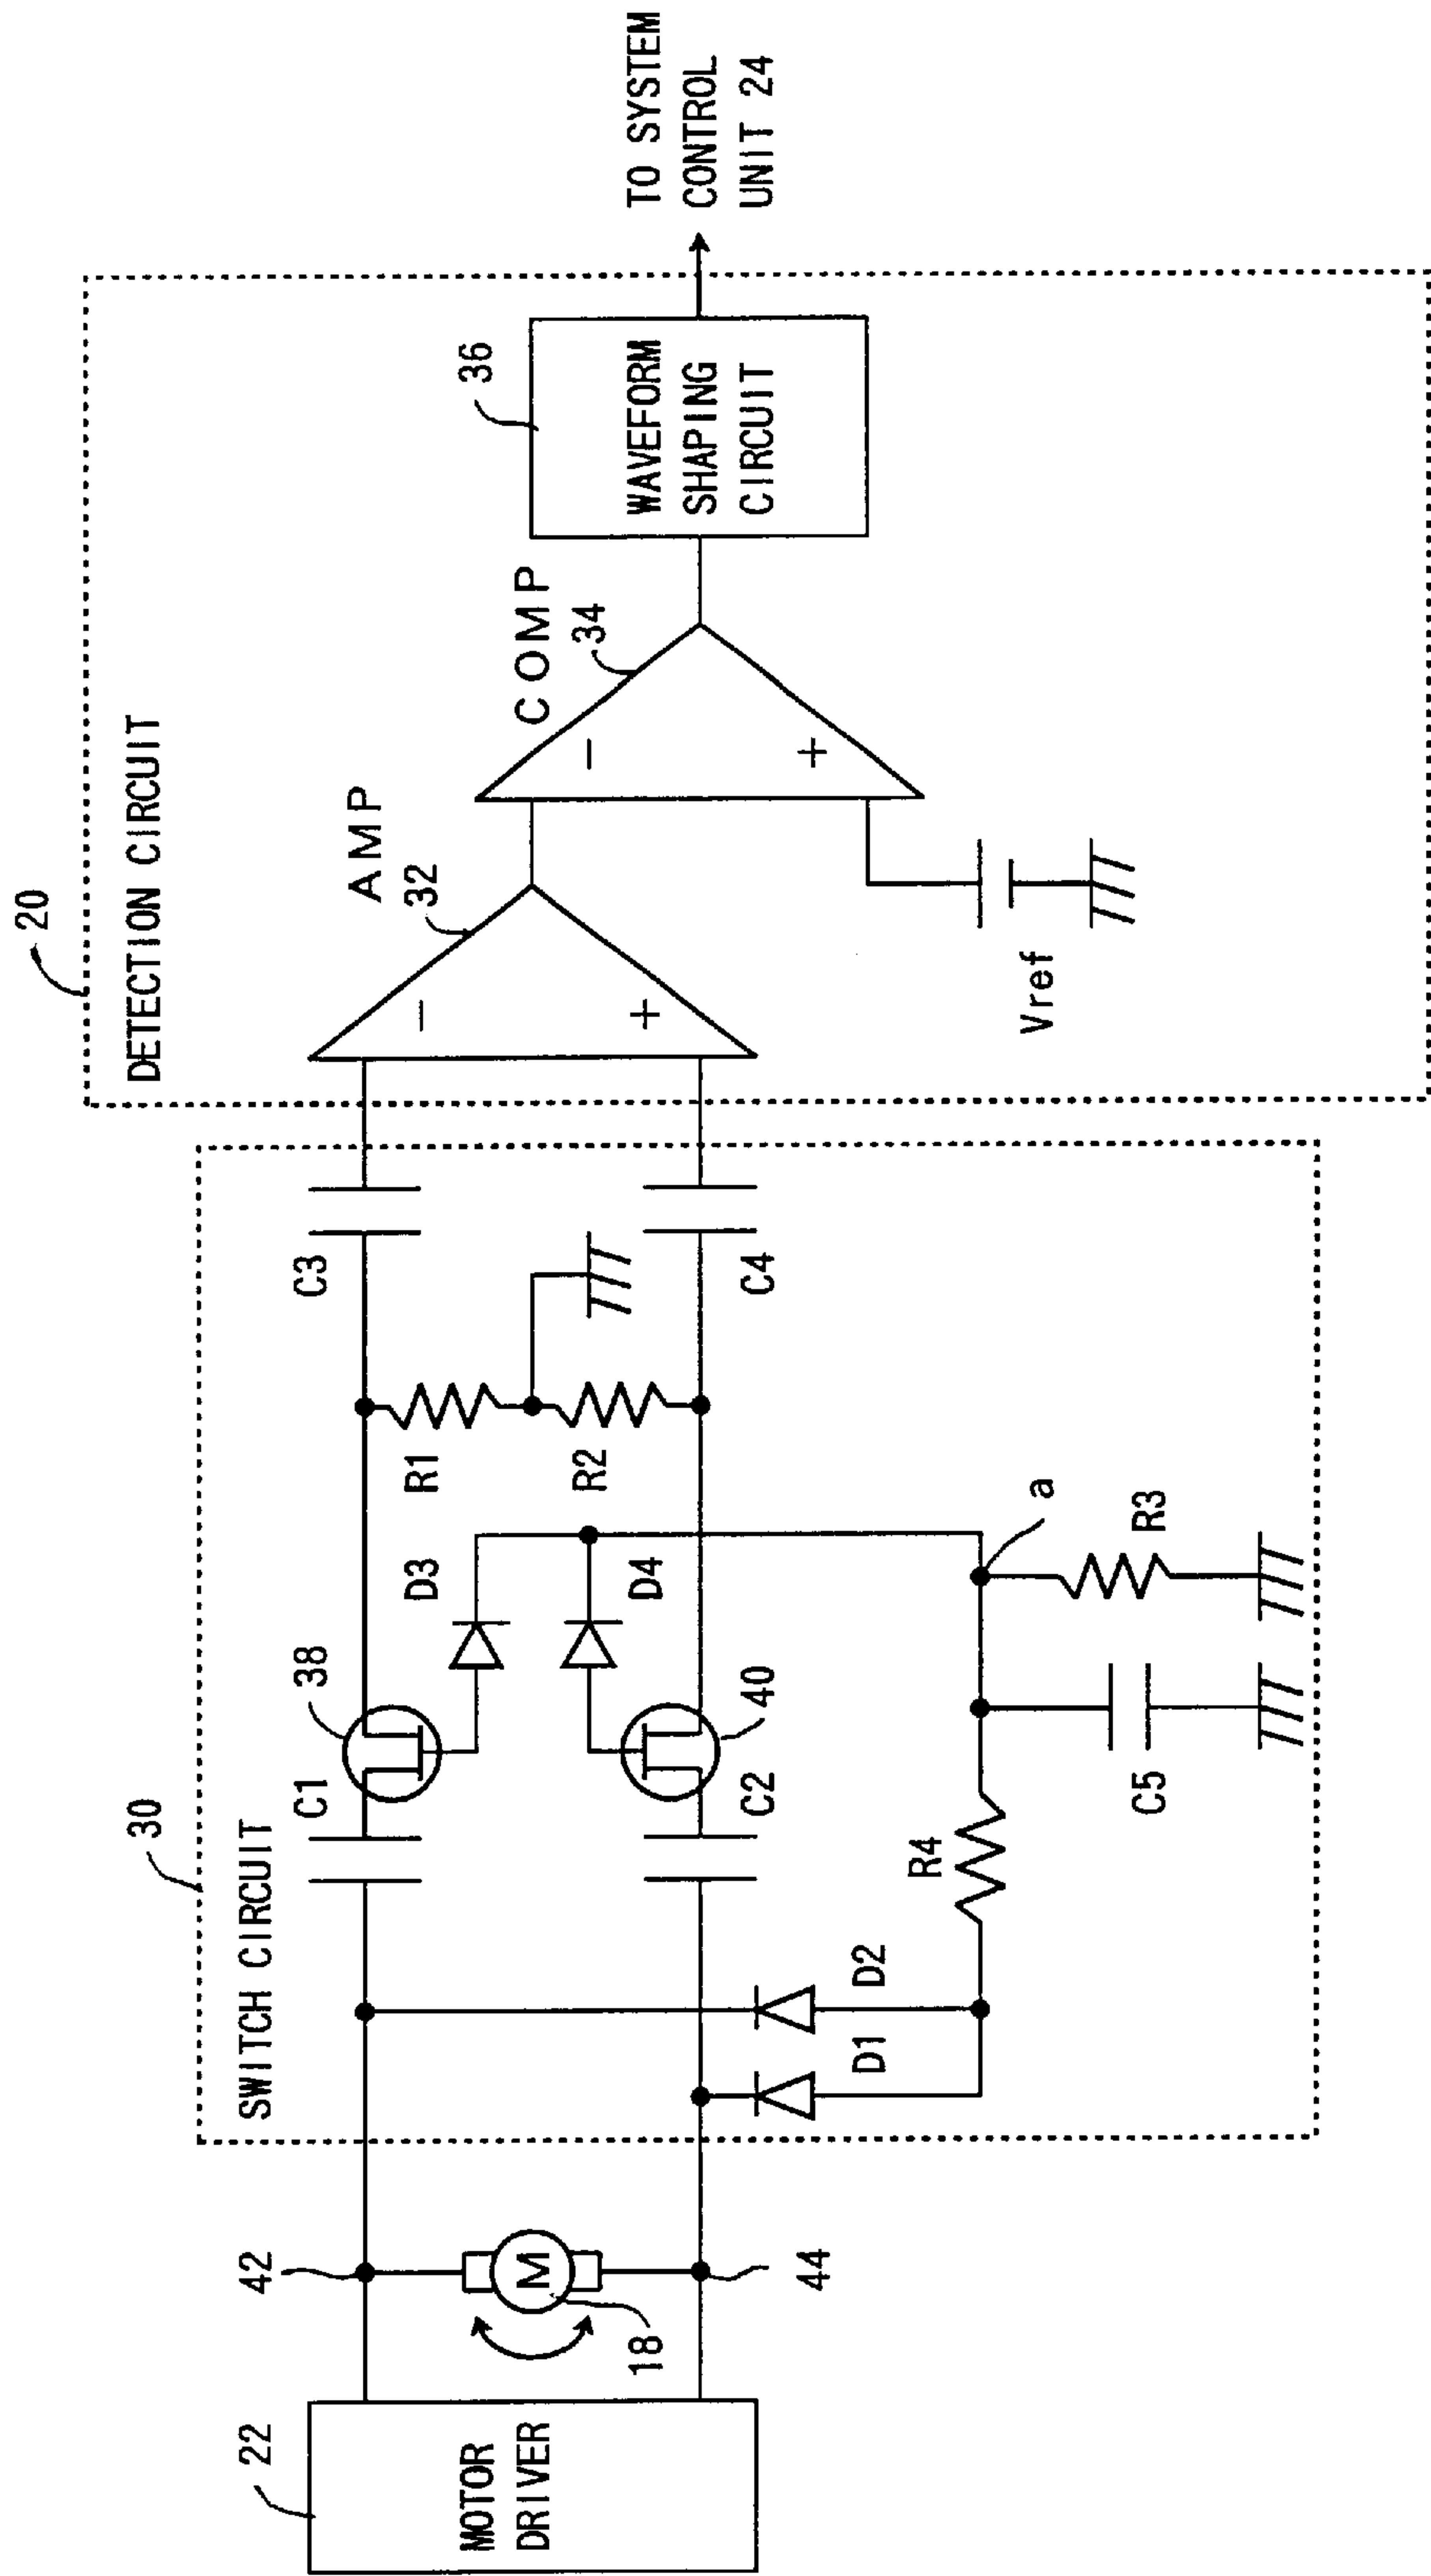 20
DETECTION CIRCUIT
30
SWITCH CIRCUIT
22
MOTOR
DRIVER
42
M
18
44
C1
38
C3
R1
R2
D3
D4
C2
40
C4
D2
D1
R4
C5
a
R3
AMP
32
-
+
COMP
34
-
+
Vref
36
WAVEFORM
SHAPING
CIRCUIT
TO SYSTEM
CONTROL
UNIT 24